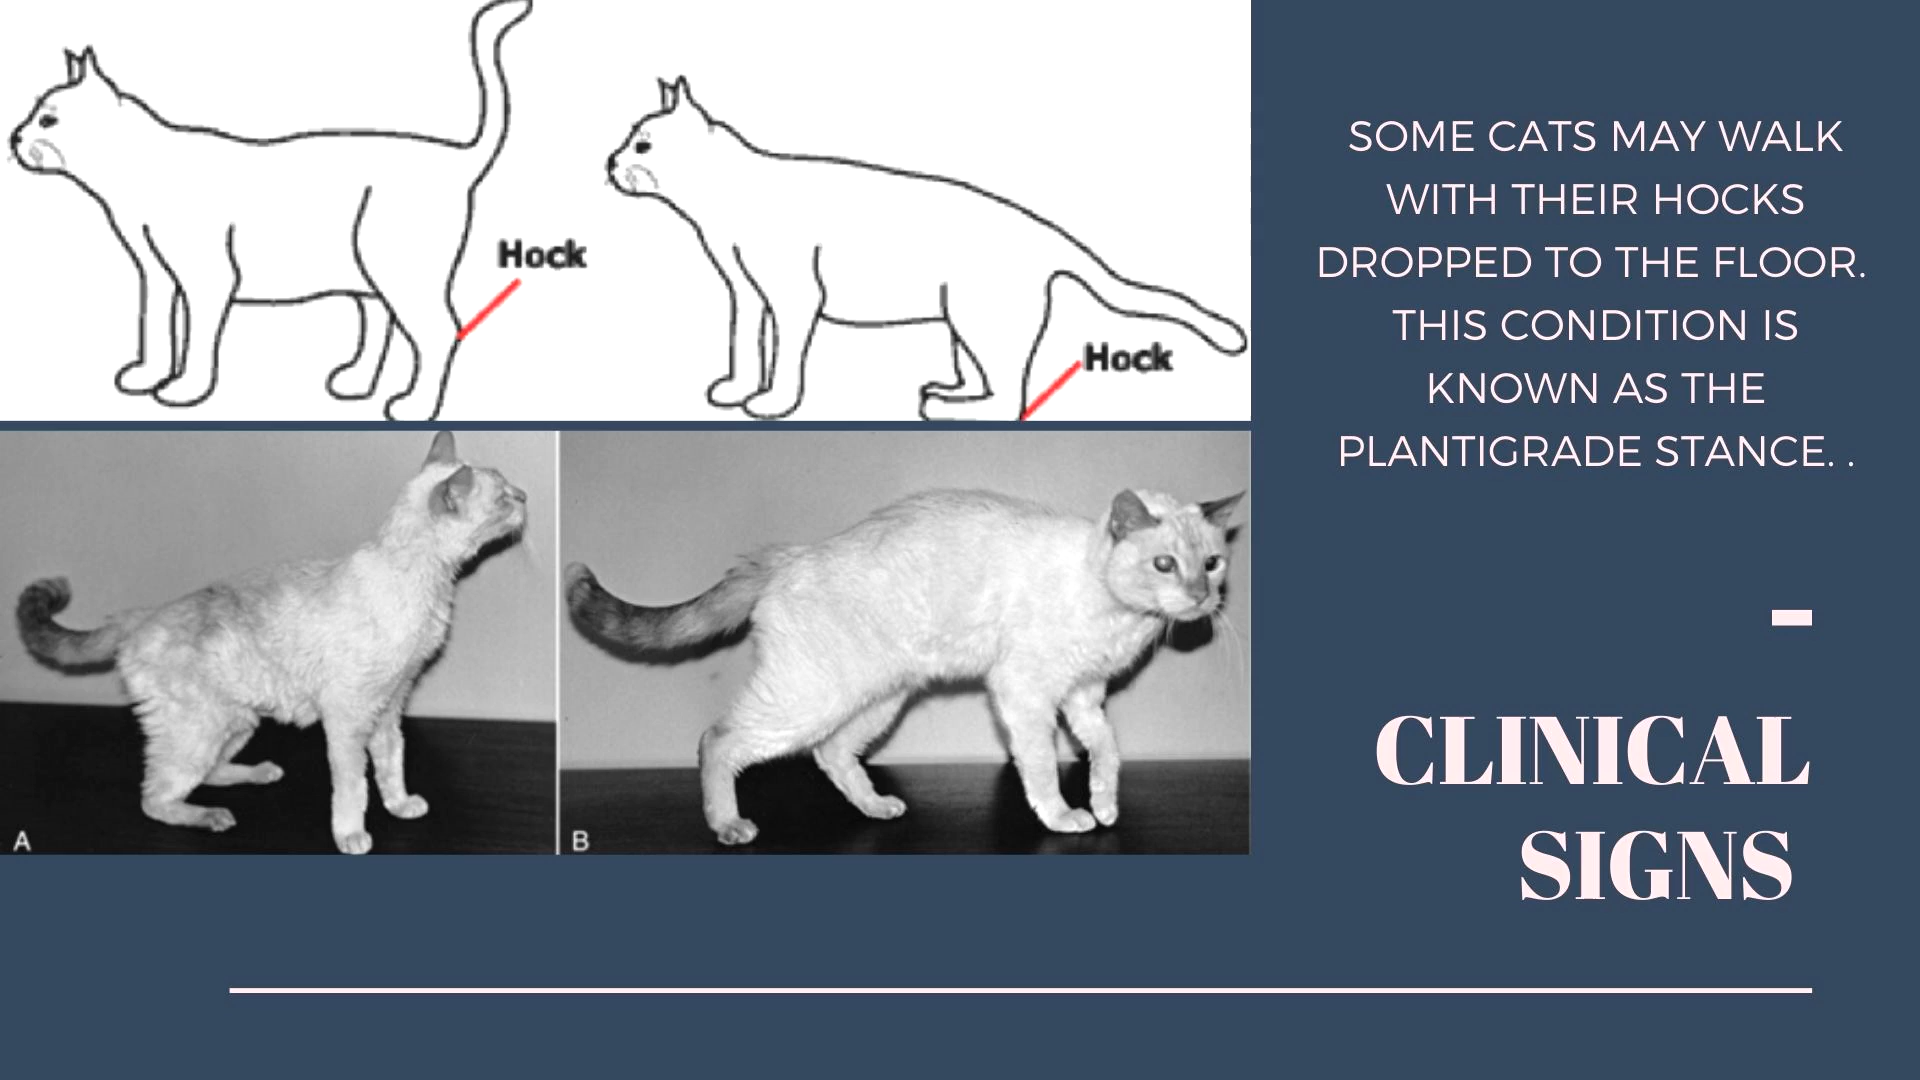 Hock
Hock
A
B
SOME CATS MAY WALK
WITH THEIR HOCKS
DROPPED TO THE FLOOR.
THIS CONDITION IS
KNOWN AS THE
PLANTIGRADE STANCE. .
-
CLINICAL
SIGNS